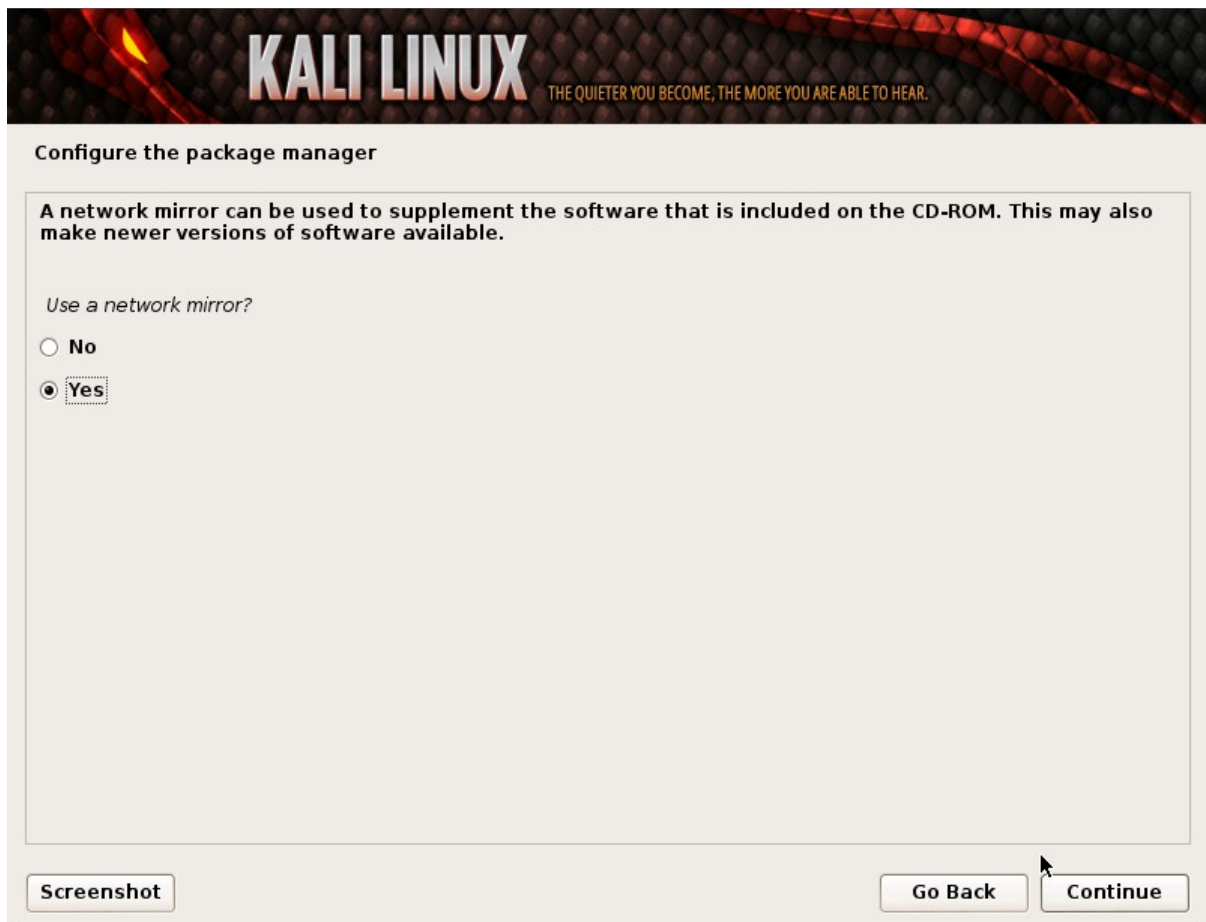 KALI LINUX
THE QUIETER YOU BECOME, THE MORE YOU ARE ABLE TO HEAR.
Configure the package manager
A network mirror can be used to supplement the software that is included on the CD-ROM. This may also
make newer versions of software available.
Use a network mirror?
No
Yes
Screenshot
Go Back
Continue